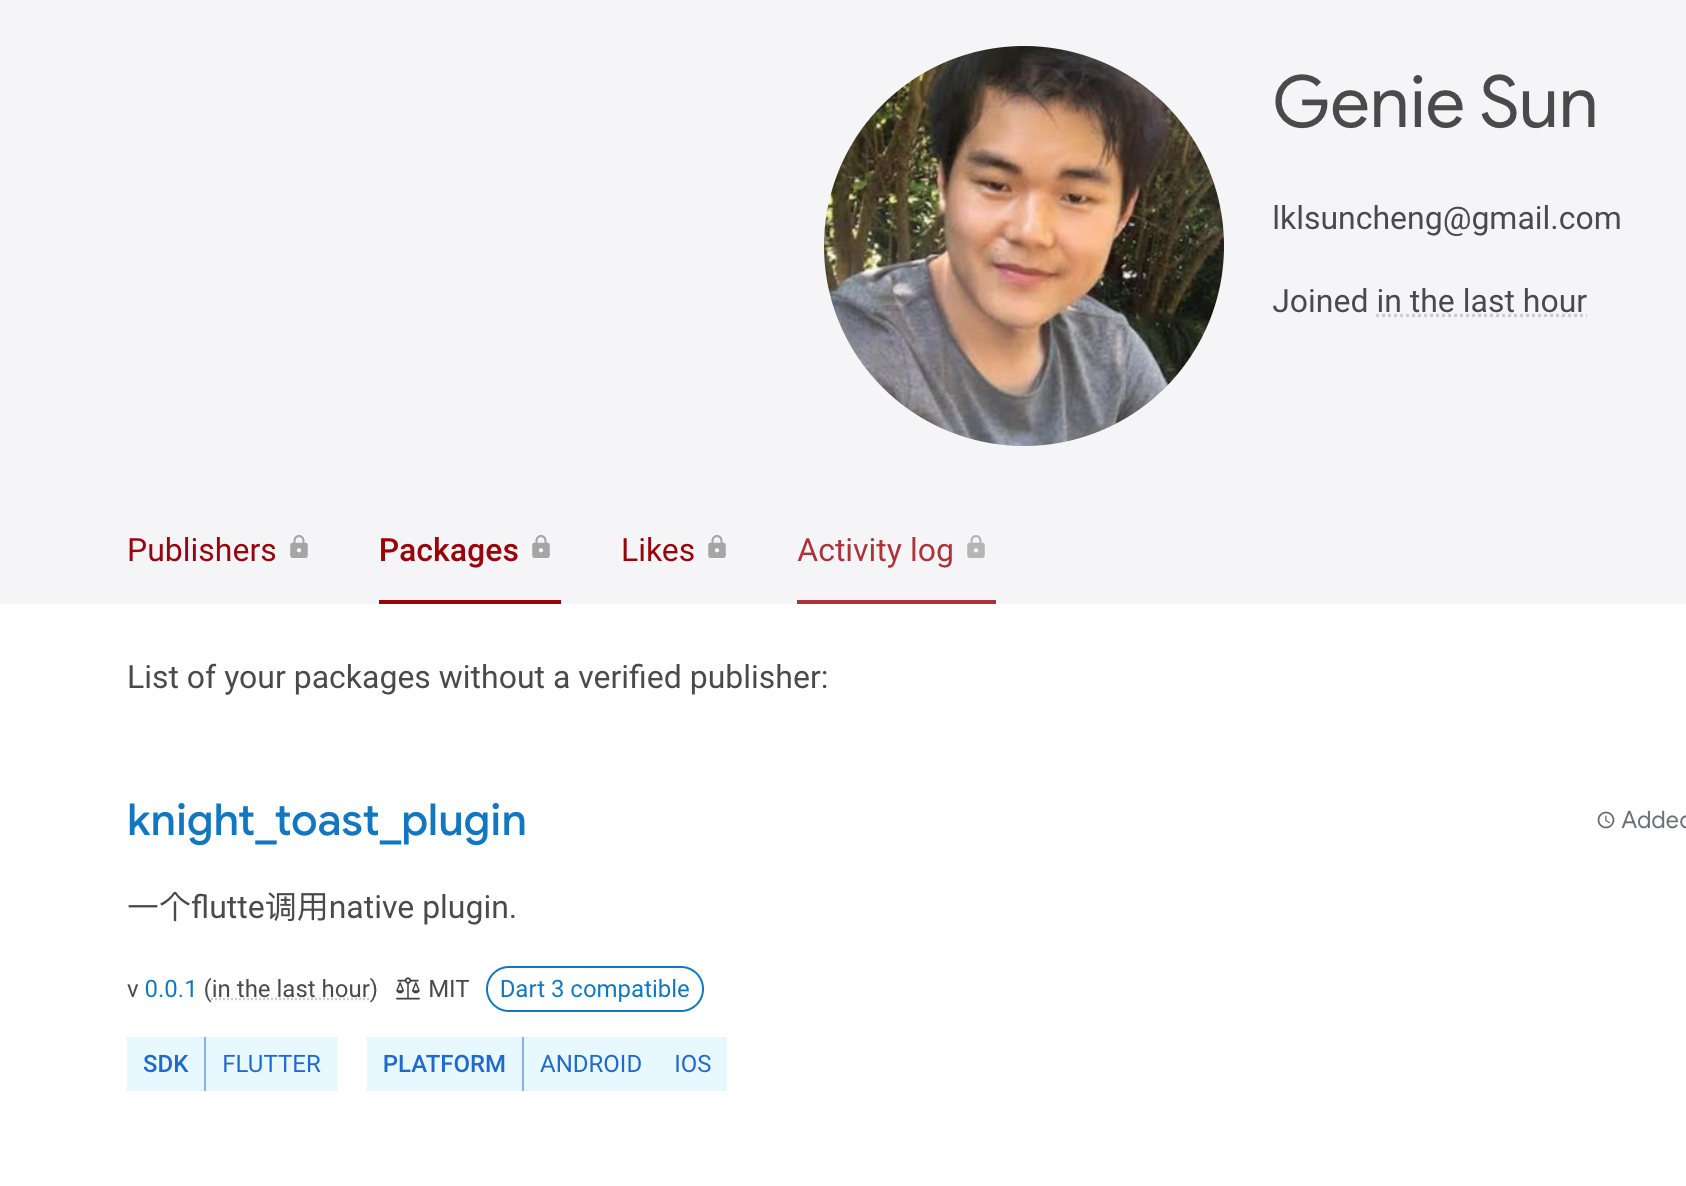 Genie Sun
lklsuncheng@gmail.com
Joined in the last hour
Publishers Packages Likes Activity log
List of your packages without a verified publisher:
knight_toast_plugin
Added
一个flutte调用native plugin.
v 0.0.1 (in the last hour) MIT Dart 3 compatible
SDK FLUTTER PLATFORM ANDROID IOS